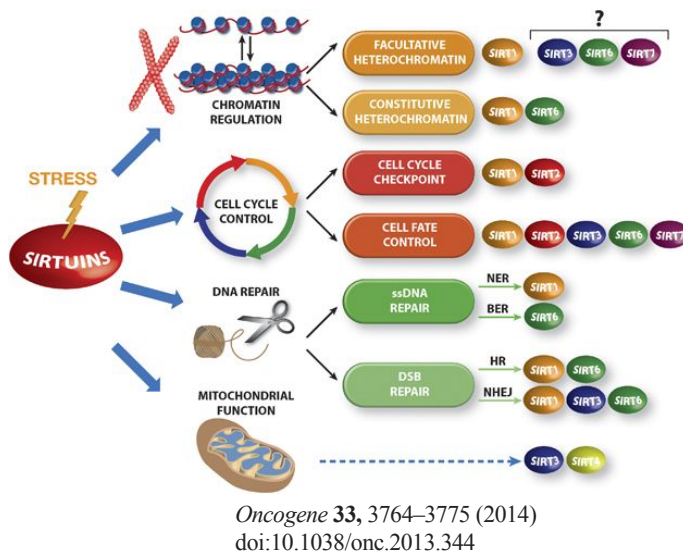 ?
FACULTATIVE
HETEROCHROMATIN
SIRT1 SIRT3 SIRT6 SIRT7
CHROMATIN
REGULATION
CONSTITUTIVE
HETEROCHROMATIN
SIRT1 SIRT6
STRESS
SIRTUINS
CELL CYCLE
CONTROL
CELL CYCLE
CHECKPOINT
SIRT1 SIRT2
CELL FATE
CONTROL
SIRT1 SIRT2 SIRT3 SIRT6 SIRT7
DNA REPAIR
ssDNA
REPAIR
NER
SIRT1
BER
SIRT6
DSB
REPAIR
HR
SIRT1 SIRT6
NHEJ
SIRT1 SIRT3 SIRT6
MITOCHONDRIAL
FUNCTION
SIRT3 SIRT4
Oncogene 33, 3764–3775 (2014)
doi:10.1038/onc.2013.344